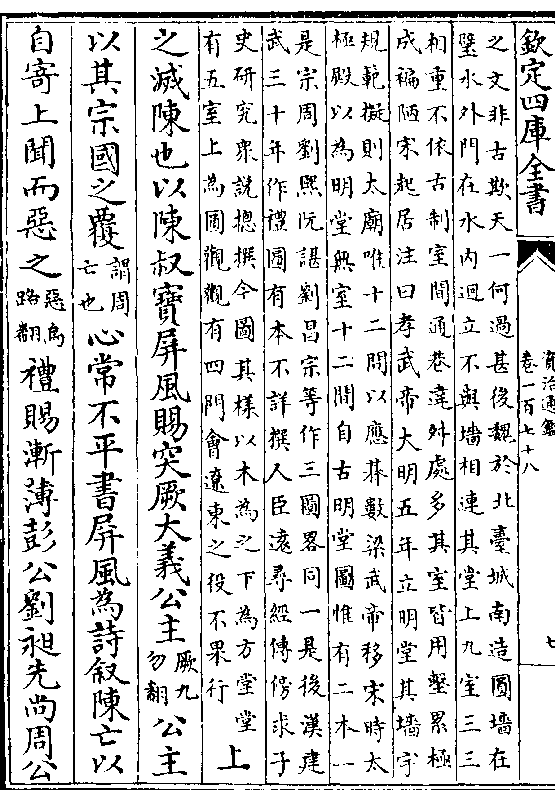 欽定四庫全書
資治通鑑
卷一百七十八
七
之文非古欺天一何過甚後魏於北臺城南造圓墻在
璧水外門在水内迴立不與墻相連其堂上九室三三
相重不依古制室間通巷違舛處多其室皆用墼累極
成褊陋宋起居注曰孝武帝大明五年立明堂其墻宇
規範擬則太廟唯十二間以應朞數梁武帝移宋時太
極殿以為明堂無室十二間自古明堂圖惟有二本一
是宗周劉熙阮諶劉昌宗等作三圖畧同一是後漢建
武三十年作禮圖有本不詳撰人臣逺尋經傳傍求子
史研究衆說總撰今圖其様以木為之下為方堂堂
有五室上為圓觀觀有四門會遼東之役不果行上
之滅陳也以陳叔寶屏風賜突厥大義公主厥九勿翻公主
以其宗國之覆謂周亡也心常不平書屏風為詩叙陳亡以
自寄上聞而惡之惡烏路翻禮賜漸薄彭公劉昶先尚周公